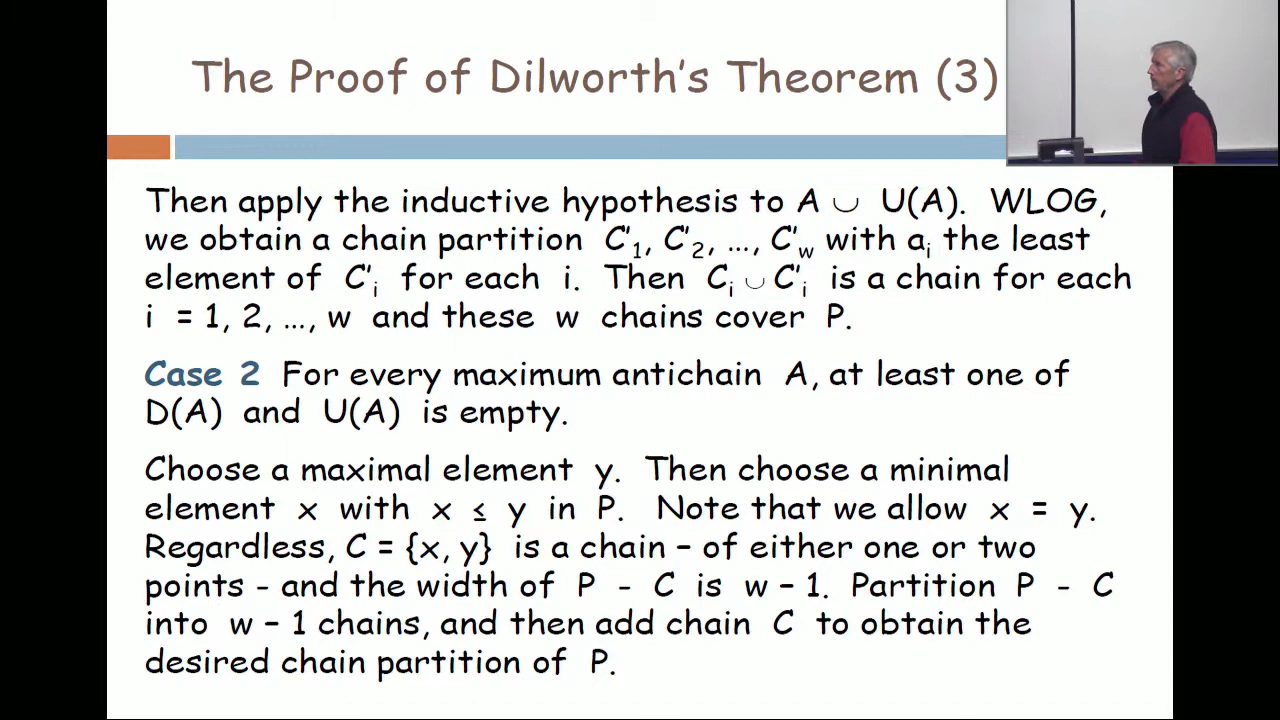 The Proof of Dilworth's Theorem (3)
Then apply the inductive hypothesis to A ∪ U(A). WLOG,
we obtain a chain partition C'₁, C'₂, ..., C'w with aᵢ the least
element of C'ᵢ for each i. Then Cᵢ ∪ C'ᵢ is a chain for each
i = 1, 2, ..., w and these w chains cover P.
Case 2 For every maximum antichain A, at least one of
D(A) and U(A) is empty.
Choose a maximal element y. Then choose a minimal
element x with x ≤ y in P. Note that we allow x = y.
Regardless, C = {x, y} is a chain – of either one or two
points - and the width of P - C is w – 1. Partition P - C
into w – 1 chains, and then add chain C to obtain the
desired chain partition of P.